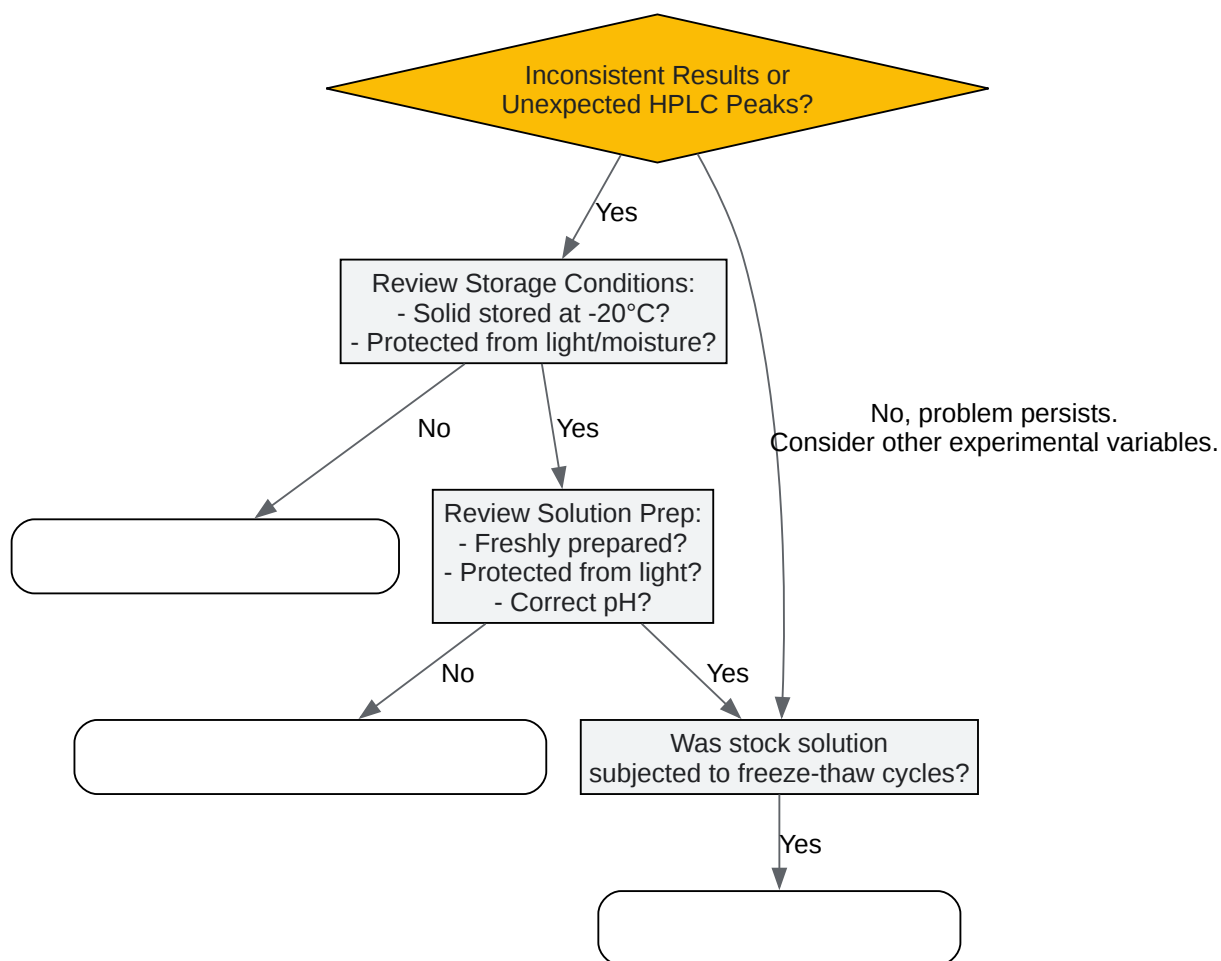 Inconsistent Results or
Unexpected HPLC Peaks?
Yes
Review Storage Conditions:
- Solid stored at -20°C?
- Protected from light/moisture?
No, problem persists.
Consider other experimental variables.
No
Yes
Review Solution Prep:
- Freshly prepared?
- Protected from light?
- Correct pH?
No
Yes
Was stock solution
subjected to freeze-thaw cycles?
Yes